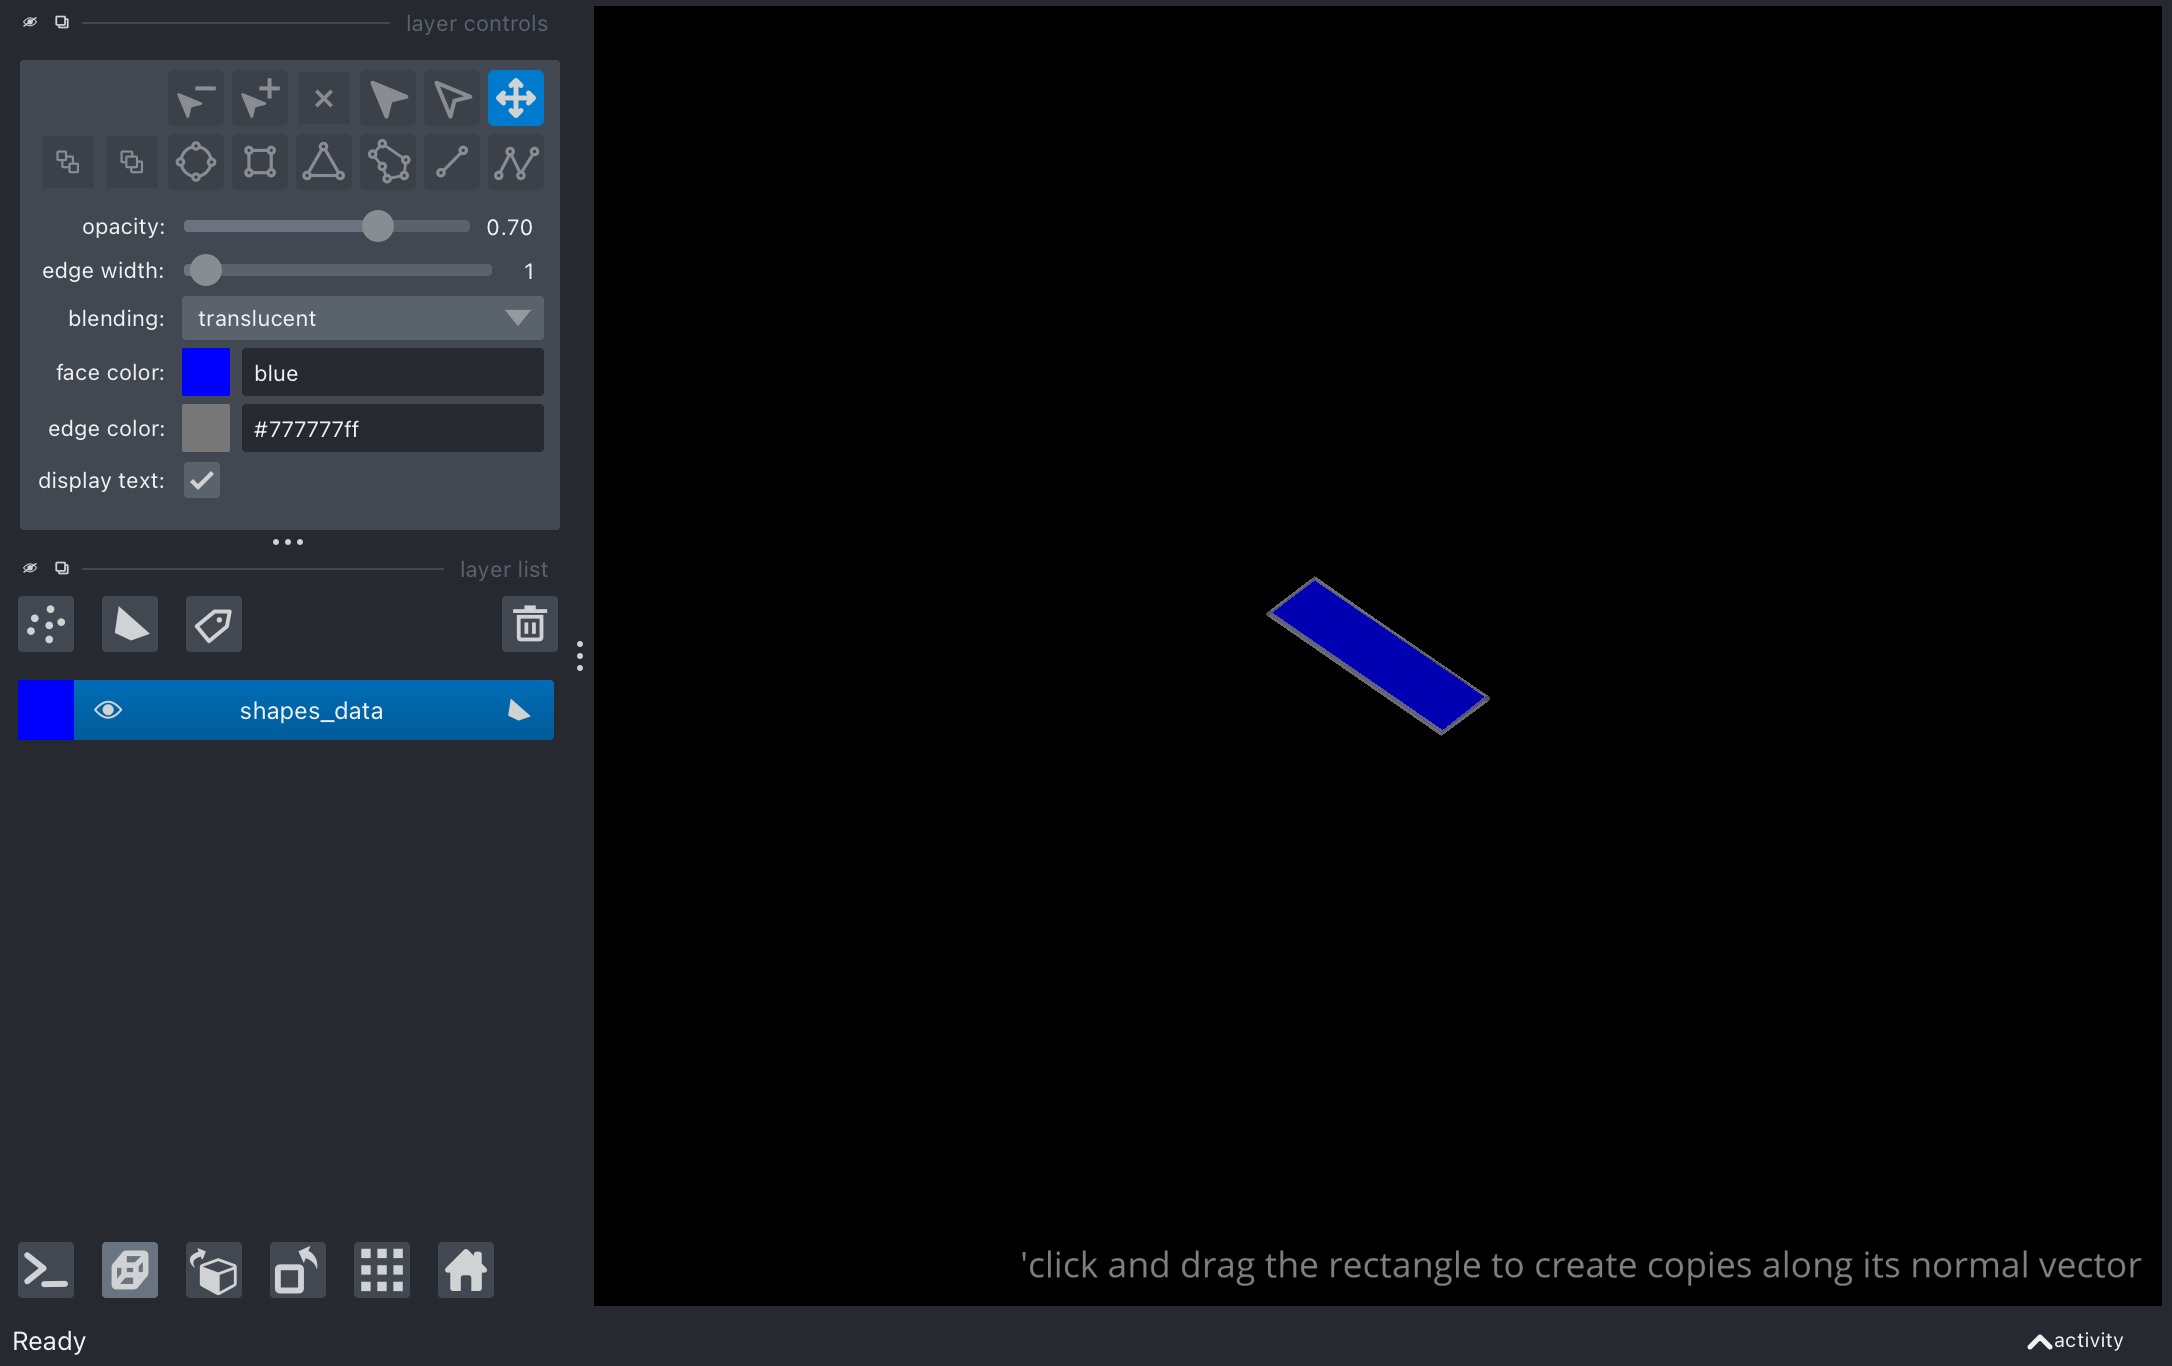 layer controls
opacity: 0.70
edge width: 1
blending: translucent
face color: blue
edge color: #777777ff
display text:
layer list
shapes_data
'click and drag the rectangle to create copies along its normal vector
Ready
activity